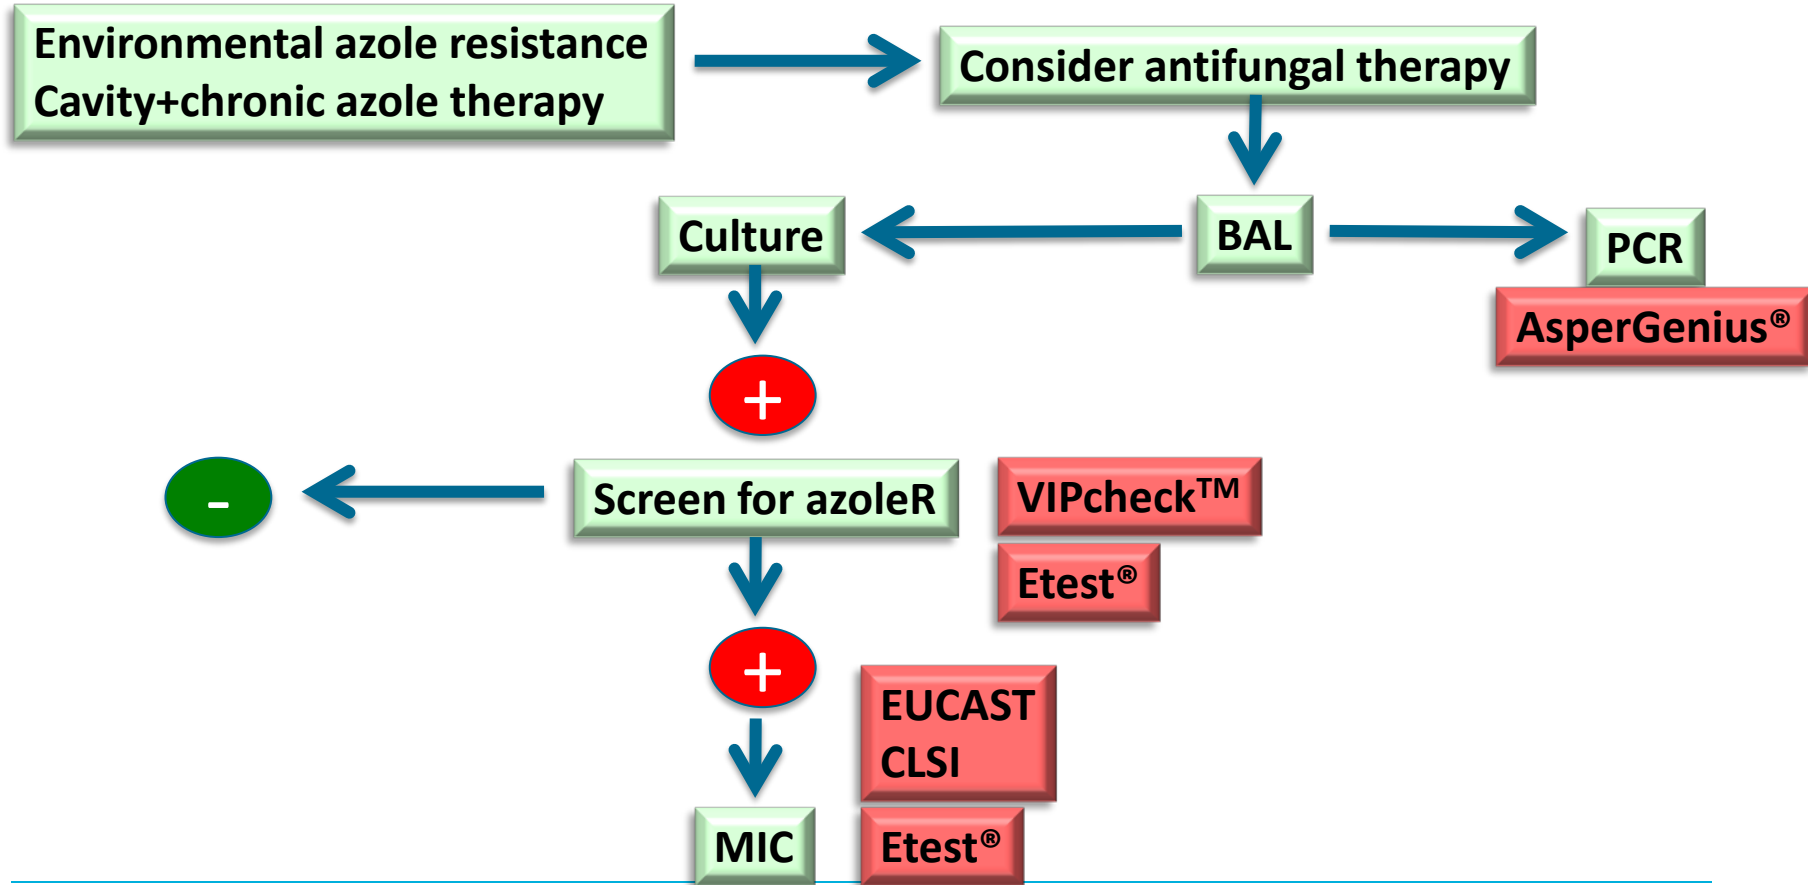 Environmental azole resistance
Cavity+chronic azole therapy
Consider antifungal therapy
Culture
BAL
PCR
AsperGenius®
+
-
Screen for azoleR
VIPcheck™
Etest®
+
EUCAST
CLSI
MIC
Etest®